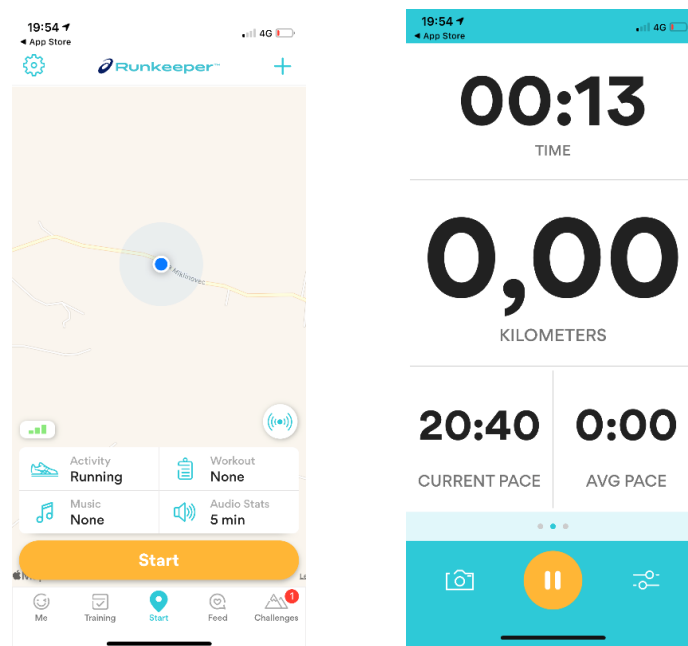 19:54
4G
◀ App Store
Runkeeper™
Activity
Running
Workout
None
Music
None
Audio Stats
5 min
Start
Me
Training
Start
Feed
Challenges
1
19:54
4G
◀ App Store
00:13
TIME
0,00
KILOMETERS
20:40
0:00
CURRENT PACE
AVG PACE